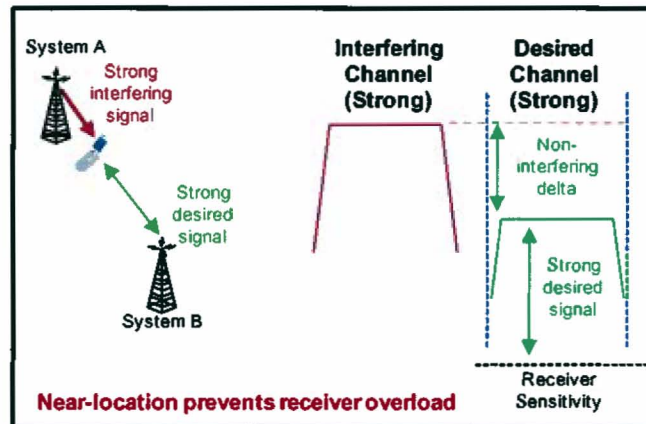 System A
Strong
interfering
signal
Strong
desired
signal
System B
Interfering
Channel
(Strong)
Desired
Channel
(Strong)
Non-
interfering
delta
Strong
desired
signal
Receiver
Sensitivity
Near-location prevents receiver overload